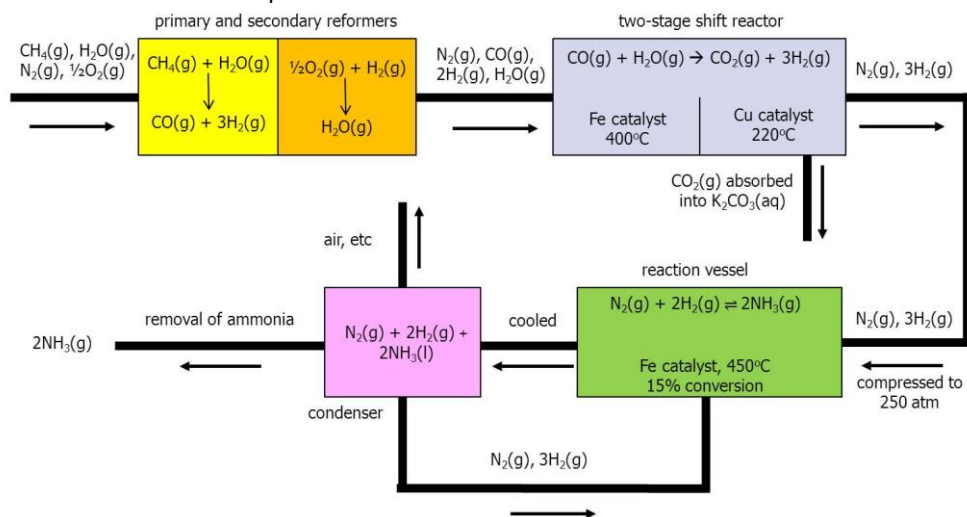 primary and secondary reformers
two-stage shift reactor
CH₄(g), H₂O(g),
N₂(g), ½O₂(g)
CH₄(g) + H₂O(g)
CO(g) + 3H₂(g)
½O₂(g) + H₂(g)
H₂O(g)
N₂(g), CO(g),
2H₂(g), H₂O(g)
CO(g) + H₂O(g) → CO₂(g) + 3H₂(g)
Fe catalyst
400°C
Cu catalyst
220°C
N₂(g), 3H₂(g)
CO₂(g) absorbed
into K₂CO₃(aq)
air, etc
reaction vessel
N₂(g) + 2H₂(g) ⇌ 2NH₃(g)
Fe catalyst, 450°C
15% conversion
N₂(g), 3H₂(g)
compressed to
250 atm
cooled
N₂(g) + 2H₂(g) +
2NH₃(l)
condenser
removal of ammonia
2NH₃(g)
N₂(g), 3H₂(g)